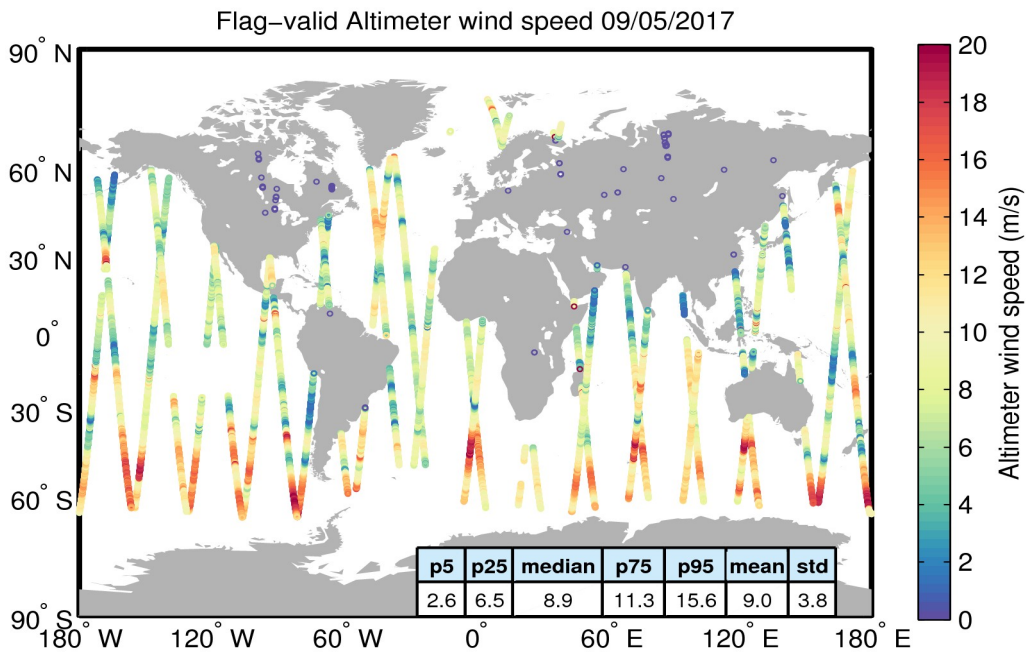 Flag−valid Altimeter wind speed 09/05/2017
90° N
60° N
30° N
0°
30° S
60° S
90° S
180° W
120° W
60° W
0°
60° E
120° E
180° E
p5 p25 median p75 p95 mean std
2.6 6.5 8.9 11.3 15.6 9.0 3.8
20
18
16
14
12
10
8
6
4
2
0
Altimeter wind speed (m/s)